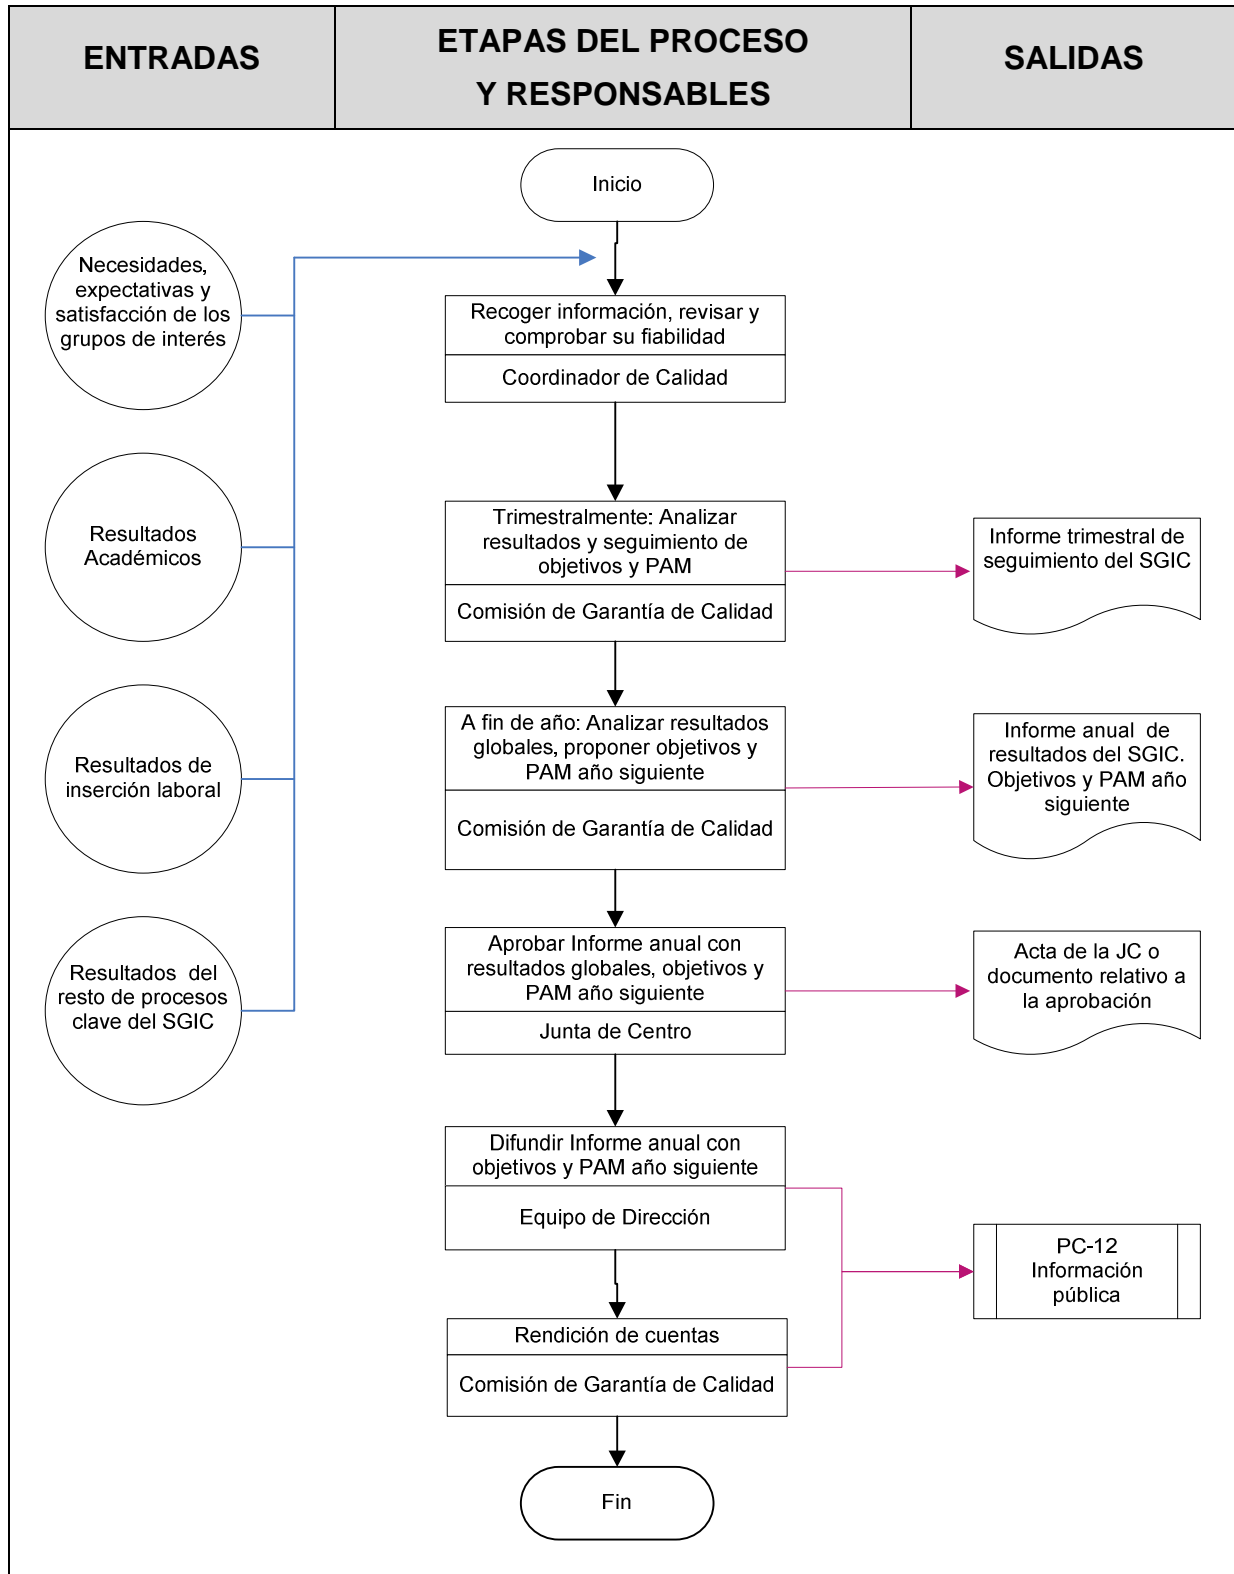 ENTRADAS
ETAPAS DEL PROCESO
Y RESPONSABLES
SALIDAS
Inicio
Necesidades,
expectativas y
satisfacción de los
grupos de interés
Recoger información, revisar y
comprobar su fiabilidad
Coordinador de Calidad
Resultados
Académicos
Trimestralmente: Analizar
resultados y seguimiento de
objetivos y PAM
Comisión de Garantía de Calidad
Informe trimestral de
seguimiento del SGIC
Resultados de
inserción laboral
A fin de año: Analizar resultados
globales, proponer objetivos y
PAM año siguiente
Comisión de Garantía de Calidad
Informe anual de
resultados del SGIC.
Objetivos y PAM año
siguiente
Resultados del
resto de procesos
clave del SGIC
Aprobar Informe anual con
resultados globales, objetivos y
PAM año siguiente
Junta de Centro
Acta de la JC o
documento relativo a
la aprobación
Difundir Informe anual con
objetivos y PAM año siguiente
Equipo de Dirección
PC-12
Información
pública
Rendición de cuentas
Comisión de Garantía de Calidad
Fin